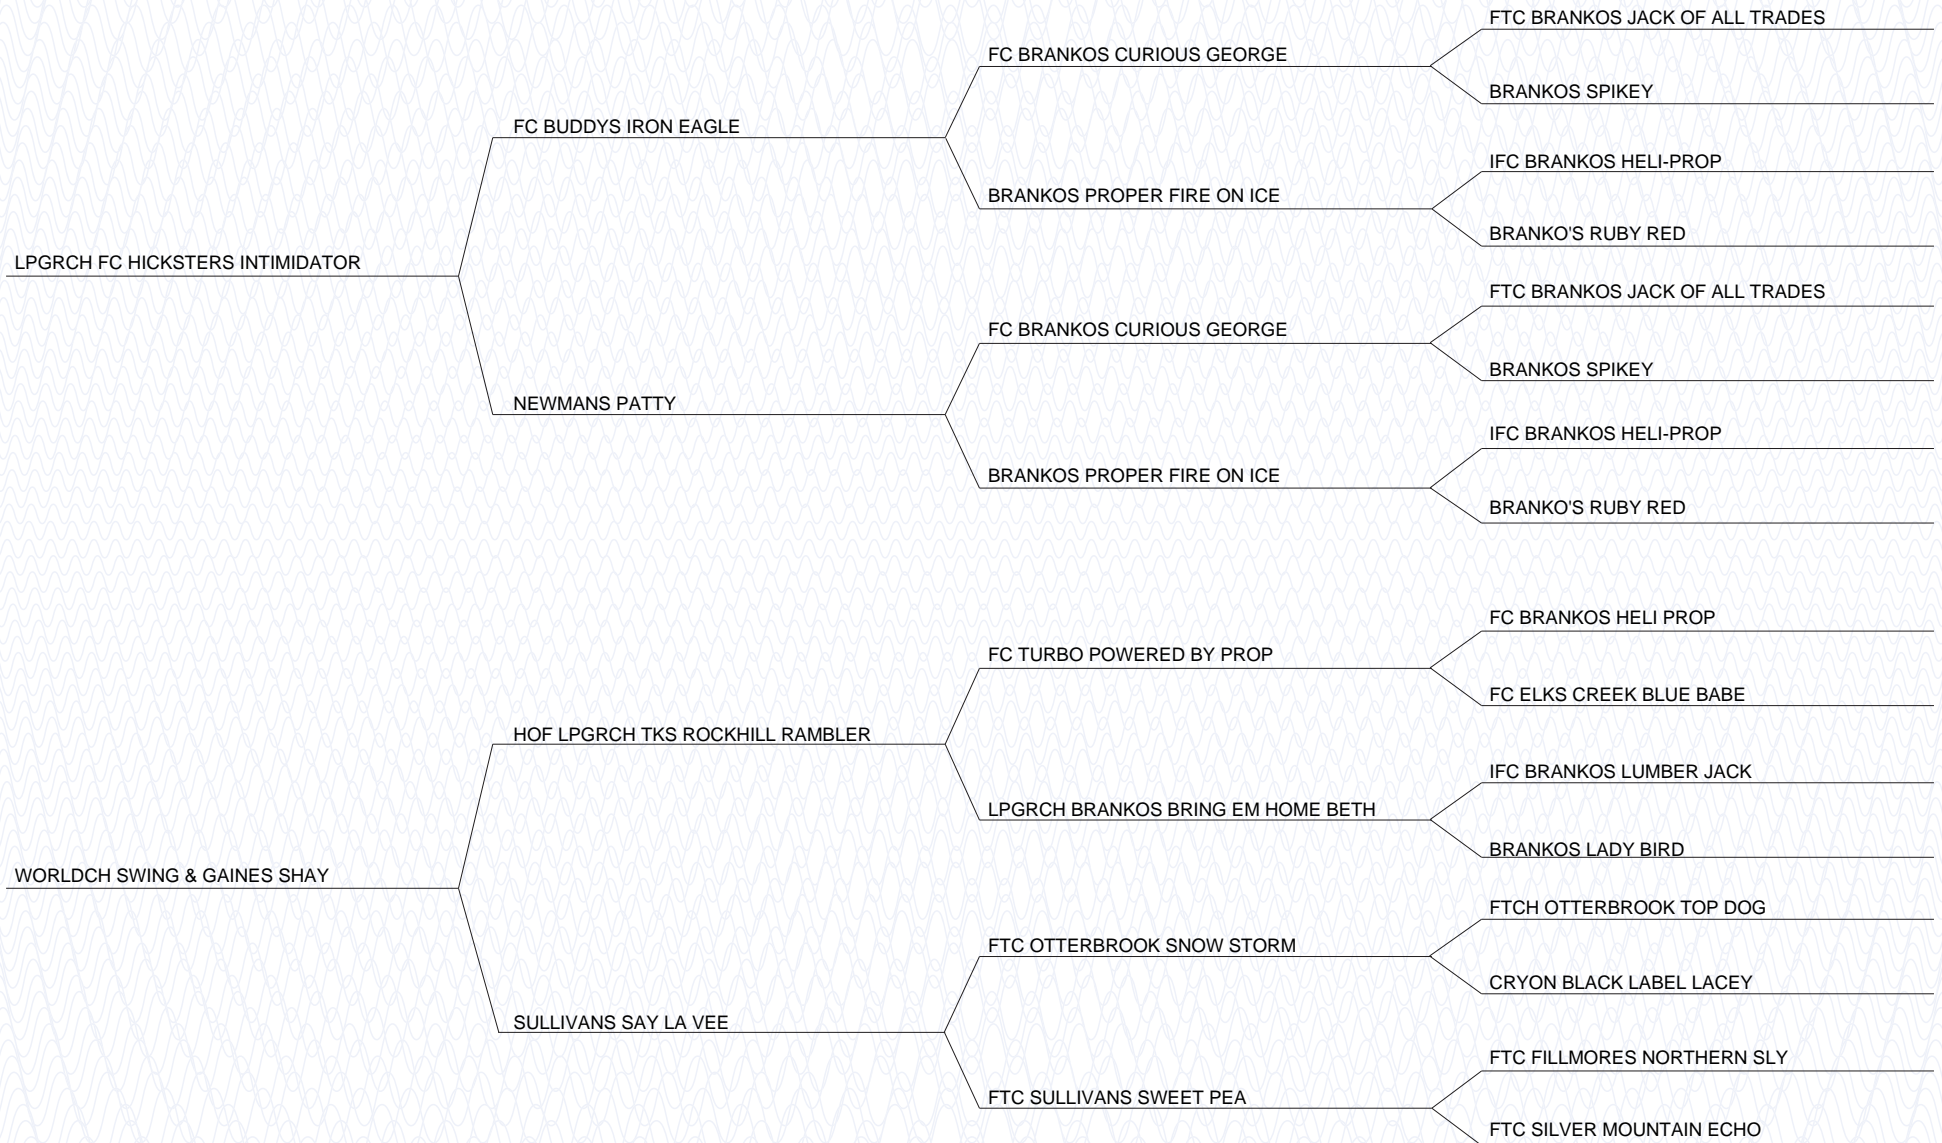 FTC BRANKOS JACK OF ALL TRADES
FC BRANKOS CURIOUS GEORGE
BRANKOS SPIKEY
FC BUDDYS IRON EAGLE
IFC BRANKOS HELI-PROP
BRANKOS PROPER FIRE ON ICE
BRANKO'S RUBY RED
LPGRCH FC HICKSTERS INTIMIDATOR
FTC BRANKOS JACK OF ALL TRADES
FC BRANKOS CURIOUS GEORGE
BRANKOS SPIKEY
NEWMANS PATTY
IFC BRANKOS HELI-PROP
BRANKOS PROPER FIRE ON ICE
BRANKO'S RUBY RED
FC BRANKOS HELI PROP
FC TURBO POWERED BY PROP
FC ELKS CREEK BLUE BABE
HOF LPGRCH TKS ROCKHILL RAMBLER
IFC BRANKOS LUMBER JACK
LPGRCH BRANKOS BRING EM HOME BETH
BRANKOS LADY BIRD
WORLDCH SWING & GAINES SHAY
FTCH OTTERBROOK TOP DOG
FTC OTTERBROOK SNOW STORM
CRYON BLACK LABEL LACEY
SULLIVANS SAY LA VEE
FTC FILLMORES NORTHERN SLY
FTC SULLIVANS SWEET PEA
FTC SILVER MOUNTAIN ECHO